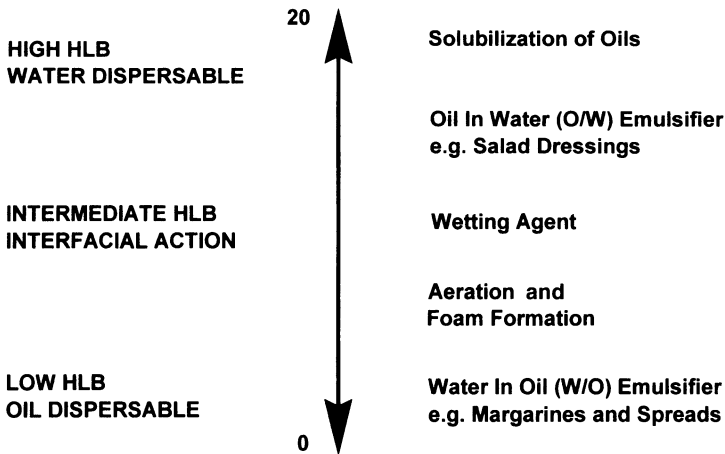 20
HIGH HLB
WATER DISPERSABLE
Solubilization of Oils
Oil In Water (O/W) Emulsifier
e.g. Salad Dressings
INTERMEDIATE HLB
INTERFACIAL ACTION
Wetting Agent
Aeration and
Foam Formation
LOW HLB
OIL DISPERSABLE
Water In Oil (W/O) Emulsifier
e.g. Margarines and Spreads
0